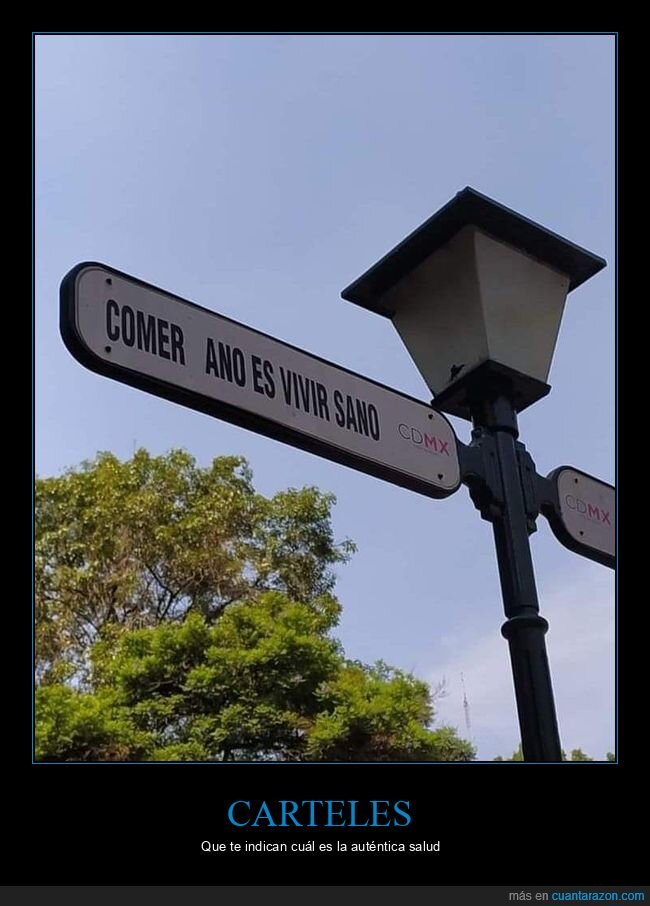 COMER ANO ES VIVIR SANO
CDMX
CDMX
CARTELES
Que te indican cuál es la auténtica salud
más en cuantarazon.com